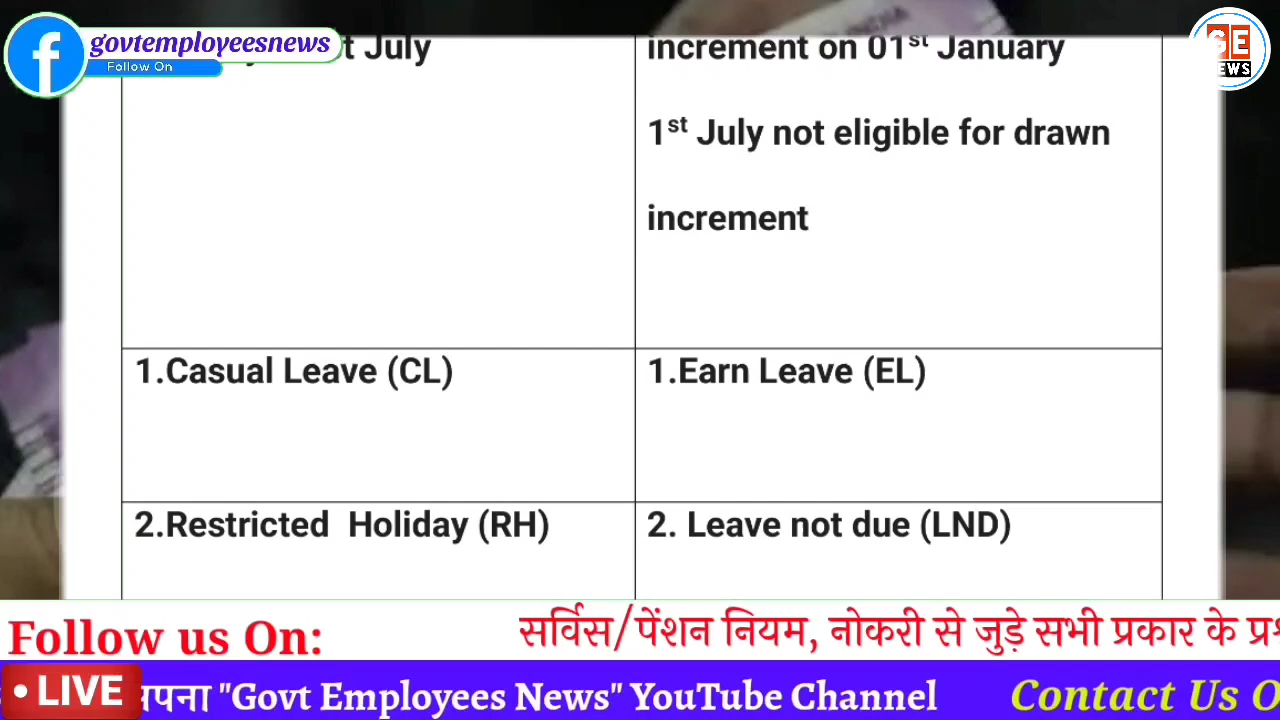 govtemployeesnews
Follow On
t July
increment on 01st January
1st July not eligible for drawn
increment
GE
NEWS
1.Casual Leave (CL)
1.Earn Leave (EL)
2.Restricted Holiday (RH)
2. Leave not due (LND)
Follow us On:
सर्विस/पेंशन नियम, नोकरी से जुड़े सभी प्रकार के
• LIVE
"Govt Employees News" YouTube Channel
Contact Us O